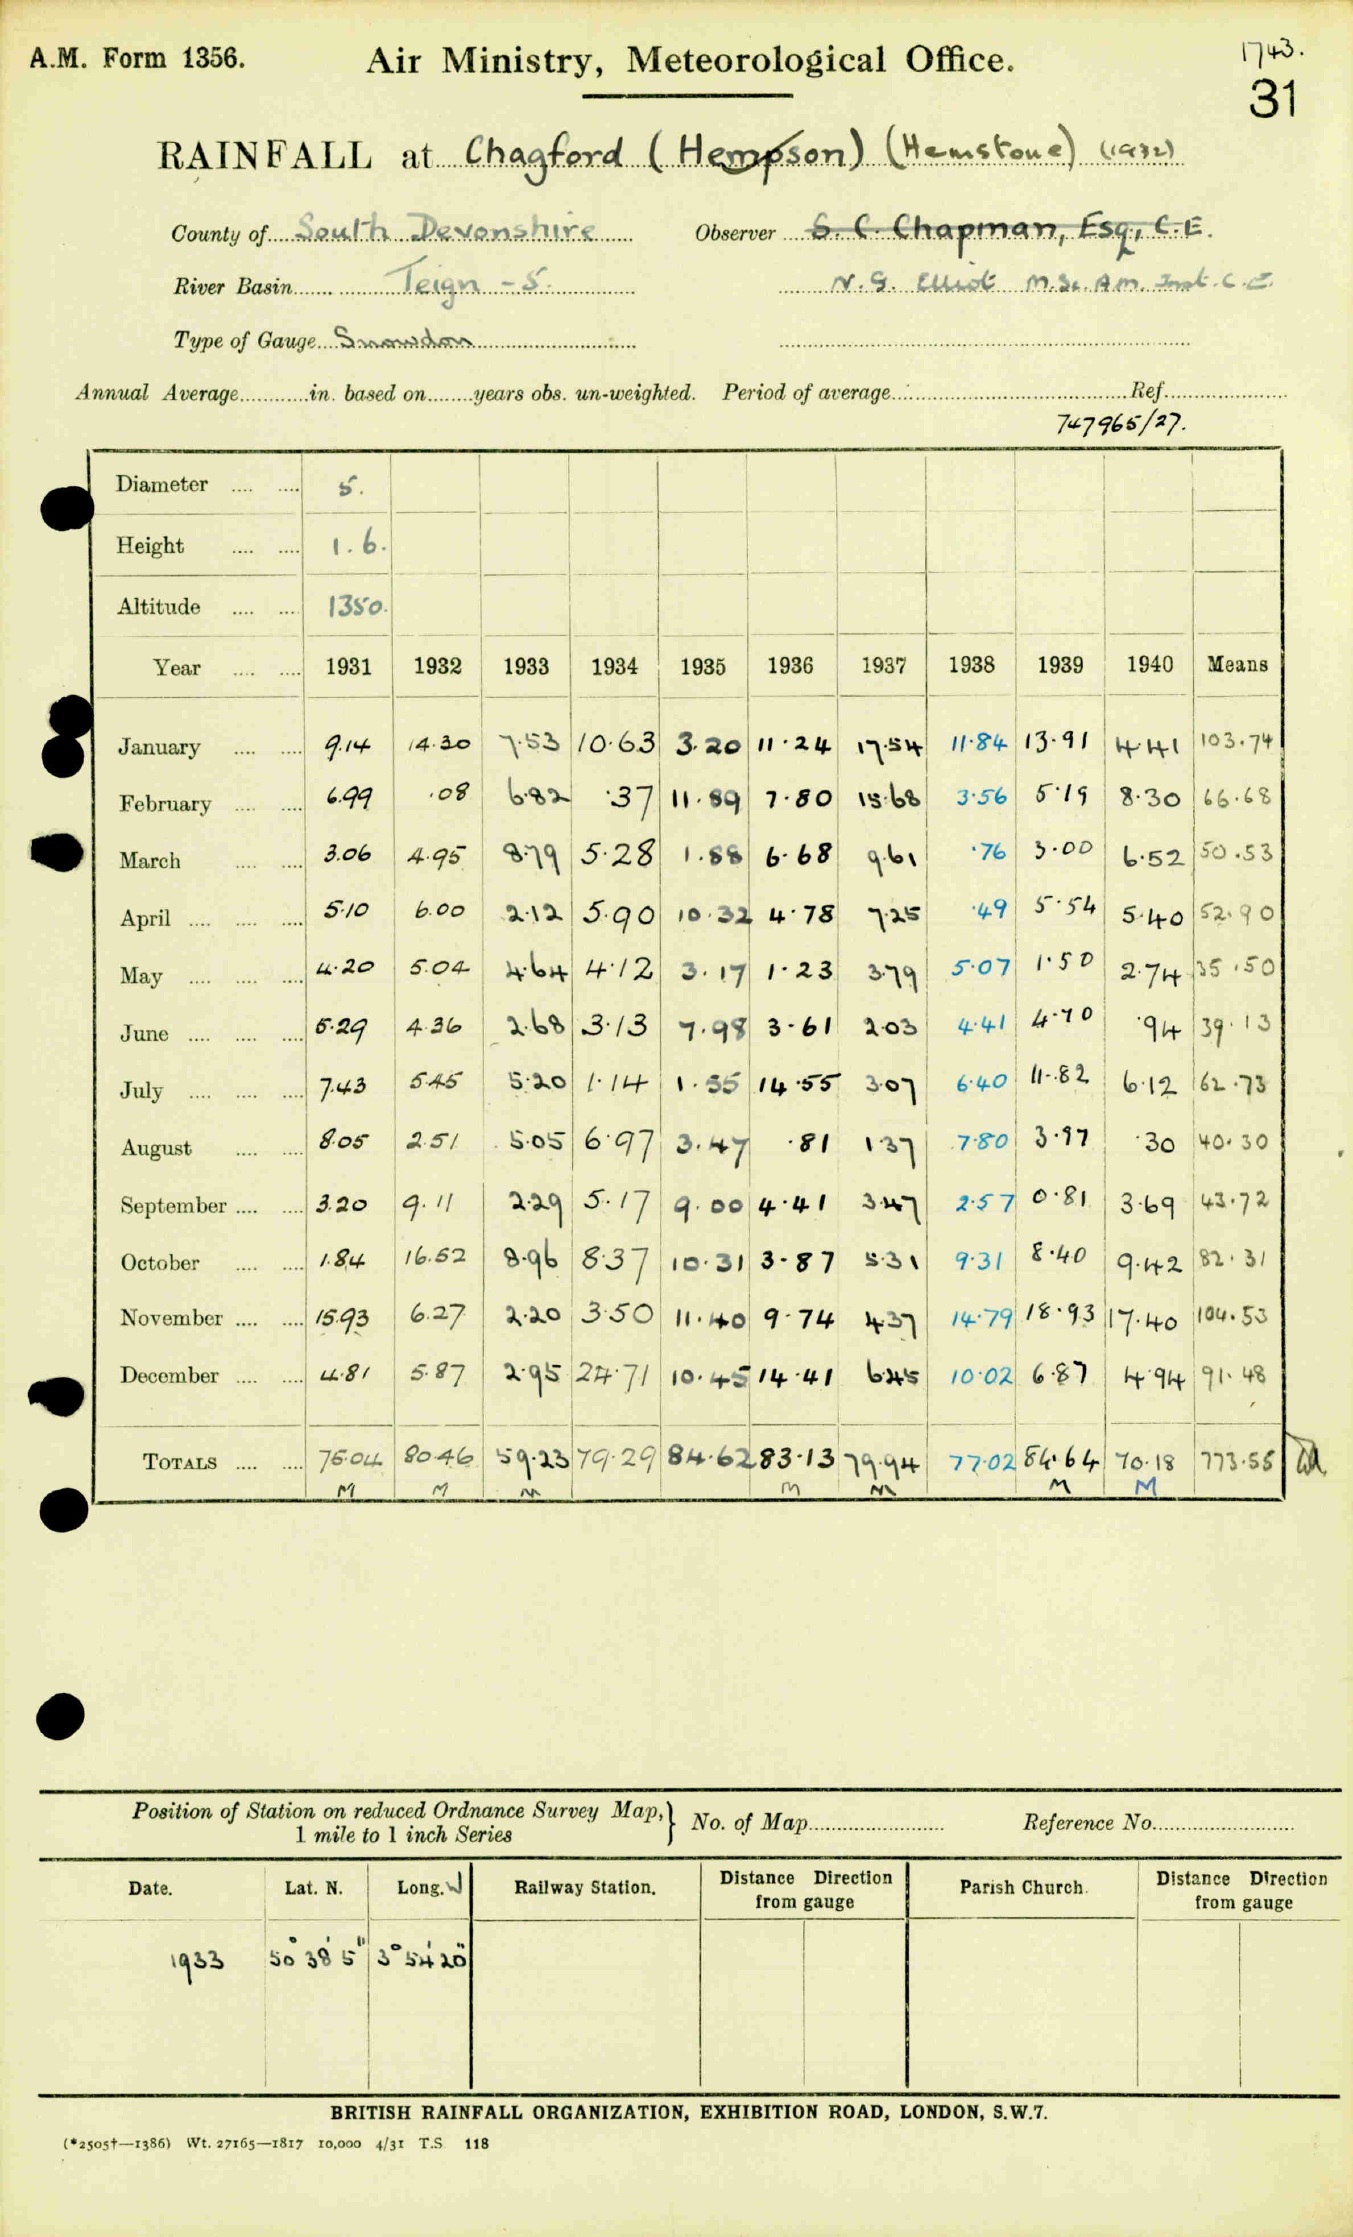 A.M. Form 1356.
Air Ministry, Meteorological Office.
1743.
31
RAINFALL at Chagford (Hempson) (Hemstone) (1932)
County of South Devonshire Observer S. C. Chapman, Esq, C.E.
River Basin Teign - 5. N. G. Elliot M.Sc. A.M. Inst. C.E.
Type of Gauge Snowdon
Annual Average in. based on years obs. un-weighted. Period of average Ref.
747965/27.
Diameter 5.
Height 1.6.
Altitude 1350.
Year 1931 1932 1933 1934 1935 1936 1937 1938 1939 1940 Means
January 9.14 14.30 7.53 10.63 3.20 11.24 17.54 11.84 13.91 4.41 103.74
February 6.99 .08 6.82 .37 11.89 7.80 15.68 3.56 5.19 8.30 66.68
March 3.06 4.95 8.79 5.28 1.88 6.68 9.61 .76 3.00 6.52 50.53
April 5.10 6.00 2.12 5.90 10.32 4.78 7.25 .49 5.54 5.40 52.90
May 4.20 5.04 4.64 4.12 3.17 1.23 3.79 5.07 1.50 2.74 35.50
June 5.29 4.36 2.68 3.13 7.98 3.61 2.03 4.41 4.70 .94 39.13
July 7.43 5.45 5.20 1.14 1.55 14.55 3.07 6.40 11.82 6.12 62.73
August 8.05 2.51 5.05 6.97 3.47 .81 1.37 7.80 3.97 .30 40.30
September 3.20 9.11 2.29 5.17 9.00 4.41 3.47 2.57 0.81 3.69 43.72
October 1.84 16.52 8.96 8.37 10.31 3.87 5.31 9.31 8.40 9.42 82.31
November 15.93 6.27 2.20 3.50 11.40 9.74 4.37 14.79 18.93 17.40 104.53
December 4.81 5.87 2.95 24.71 10.45 14.41 6.45 10.02 6.87 4.94 91.48
TOTALS 75.04 80.46 59.23 79.29 84.62 83.13 79.94 77.02 84.64 70.18 773.55
M M M M M M M
Position of Station on reduced Ordnance Survey Map, 1 mile to 1 inch Series } No. of Map Reference No.
Date. Lat. N. Long. W Railway Station. Distance Direction from gauge Parish Church. Distance Direction from gauge
1933 50° 38' 5" 3° 54' 20"
BRITISH RAINFALL ORGANIZATION, EXHIBITION ROAD, LONDON, S.W.7.
(*2505†—1386) Wt. 27165—1817 10,000 4/31 T.S. 118